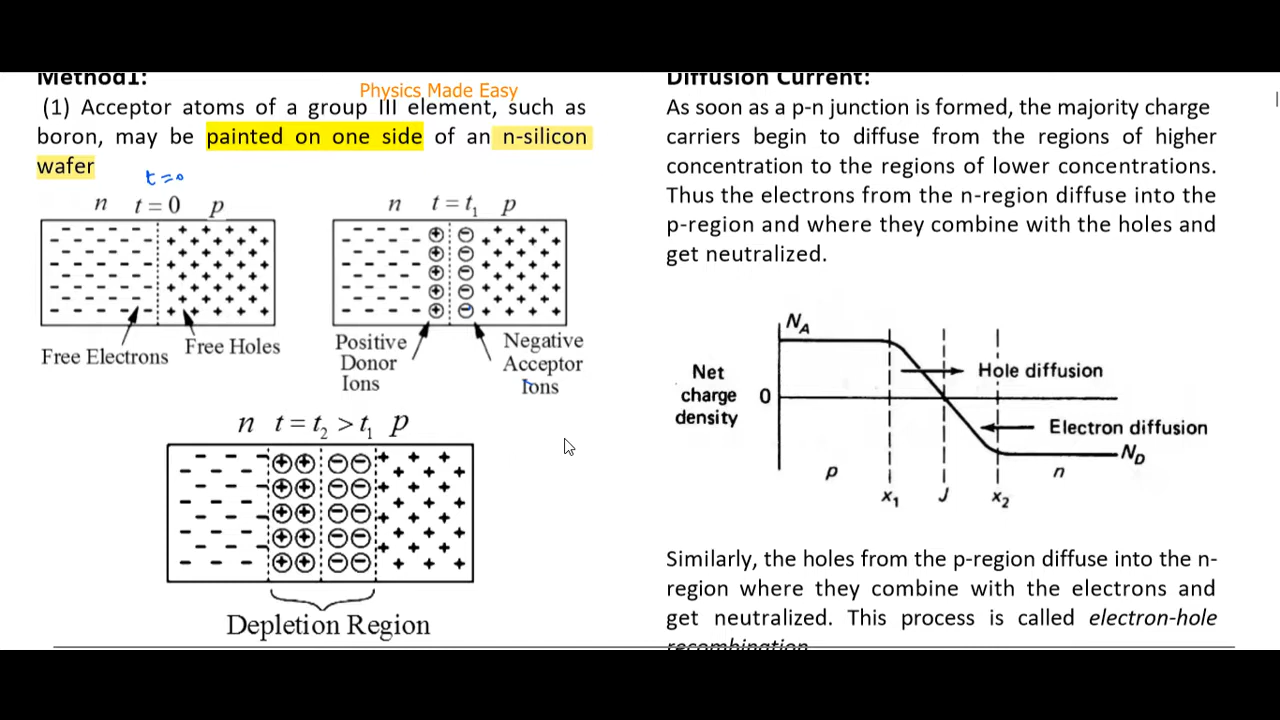 Method1:
Physics Made Easy
(1) Acceptor atoms of a group III element, such as
boron, may be painted on one side of an n-silicon
wafer
t=0
n t = 0 p
n t = t₁ p
Free Electrons
Free Holes
Positive
Donor
Ions
Negative
Acceptor
Ions
n t = t₂ > t₁ p
Depletion Region
Diffusion Current:
As soon as a p-n junction is formed, the majority charge
carriers begin to diffuse from the regions of higher
concentration to the regions of lower concentrations.
Thus the electrons from the n-region diffuse into the
p-region and where they combine with the holes and
get neutralized.
N_A
Net
charge
density
0
Hole diffusion
Electron diffusion
N_D
p
n
x₁
J
x₂
Similarly, the holes from the p-region diffuse into the n-
region where they combine with the electrons and
get neutralized. This process is called electron-hole
recombination